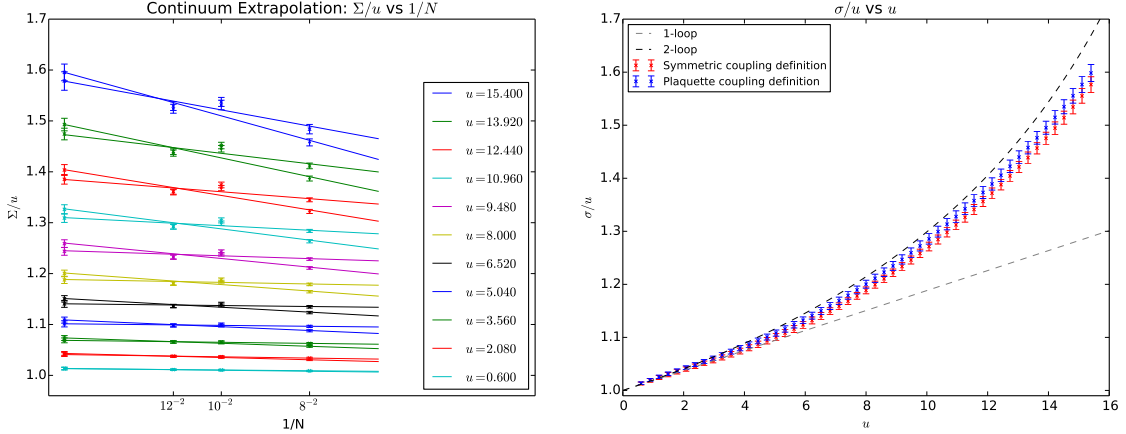 Continuum Extrapolation: Σ/u vs 1/N
Σ/u
1.7
1.6
1.5
1.4
1.3
1.2
1.1
1.0
12⁻²
10⁻²
8⁻²
1/N
u=15.400
u=13.920
u=12.440
u=10.960
u=9.480
u=8.000
u=6.520
u=5.040
u=3.560
u=2.080
u=0.600
σ/u vs u
σ/u
1.7
1.6
1.5
1.4
1.3
1.2
1.1
1.0
1-loop
2-loop
Symmetric coupling definition
Plaquette coupling definition
0 2 4 6 8 10 12 14 16
u